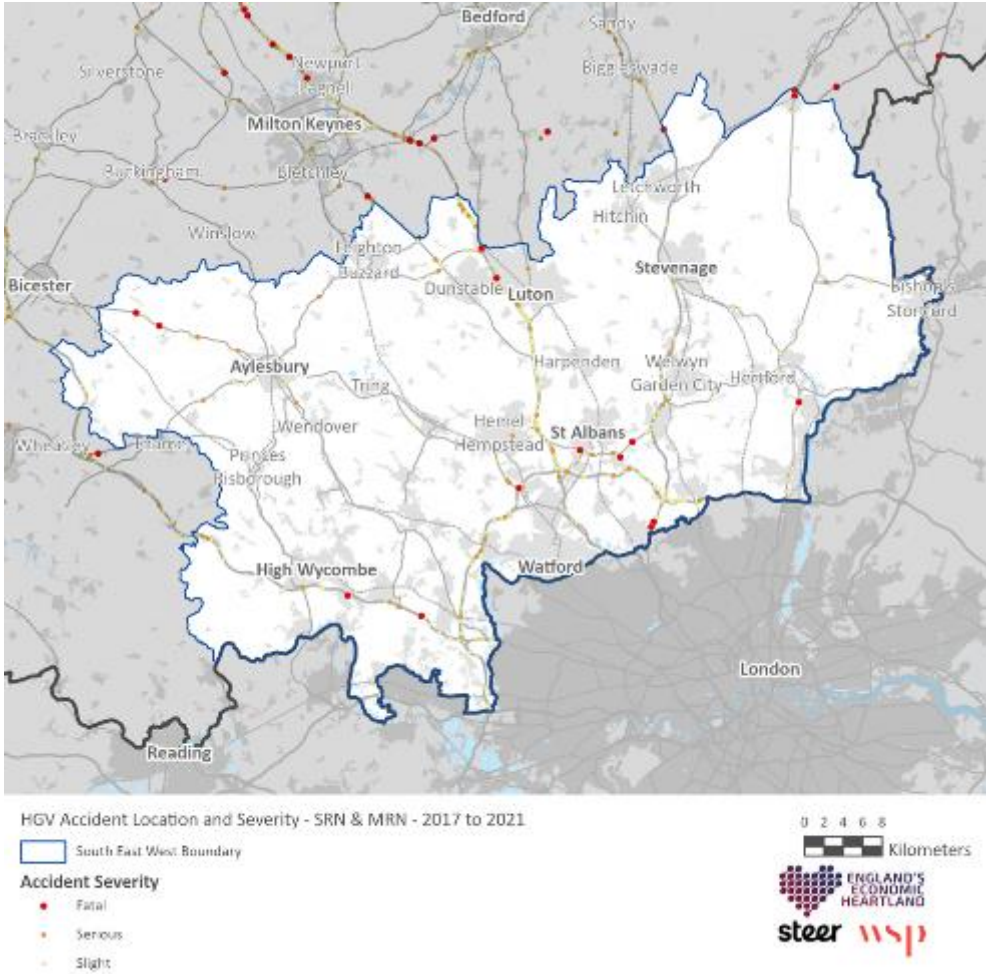 Bedford
Sandy
Silverstone
Newport
Pagnell
Biggleswade
Milton Keynes
Brackley
Buckingham
Bletchley
Letchworth
Hitchin
Winslow
Leighton
Buzzard
Stevenage
Bicester
Dunstable
Luton
Bishop's
Stortford
Aylesbury
Harpenden
Welwyn
Garden City
Hertford
Tring
Wendover
Hemel
Hempstead
St Albans
Wheatley
Thame
Princes
Risborough
High Wycombe
Watford
London
Reading
HGV Accident Location and Severity - SRN & MRN - 2017 to 2021
South East West Boundary
Accident Severity
Fatal
Serious
Slight
0 2 4 6 8
Kilometers
ENGLAND'S
ECONOMIC
HEARTLAND
steer wsp